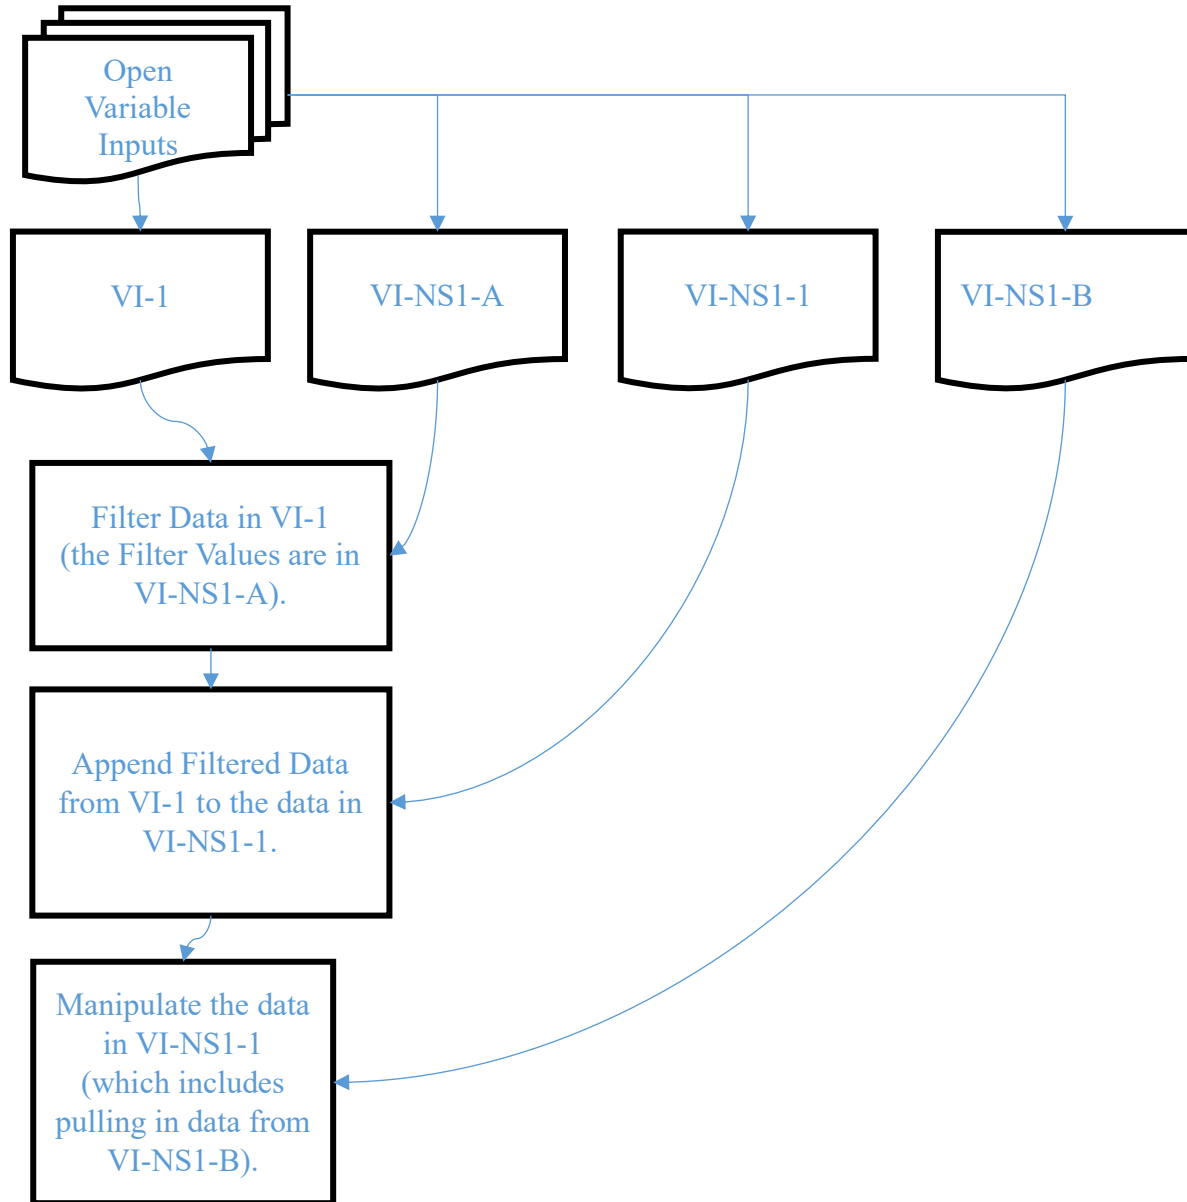 Open
Variable
Inputs
VI-1
VI-NS1-A
VI-NS1-1
VI-NS1-B
Filter Data in VI-1
(the Filter Values are in
VI-NS1-A).
Append Filtered Data
from VI-1 to the data in
VI-NS1-1.
Manipulate the data
in VI-NS1-1
(which includes
pulling in data from
VI-NS1-B).